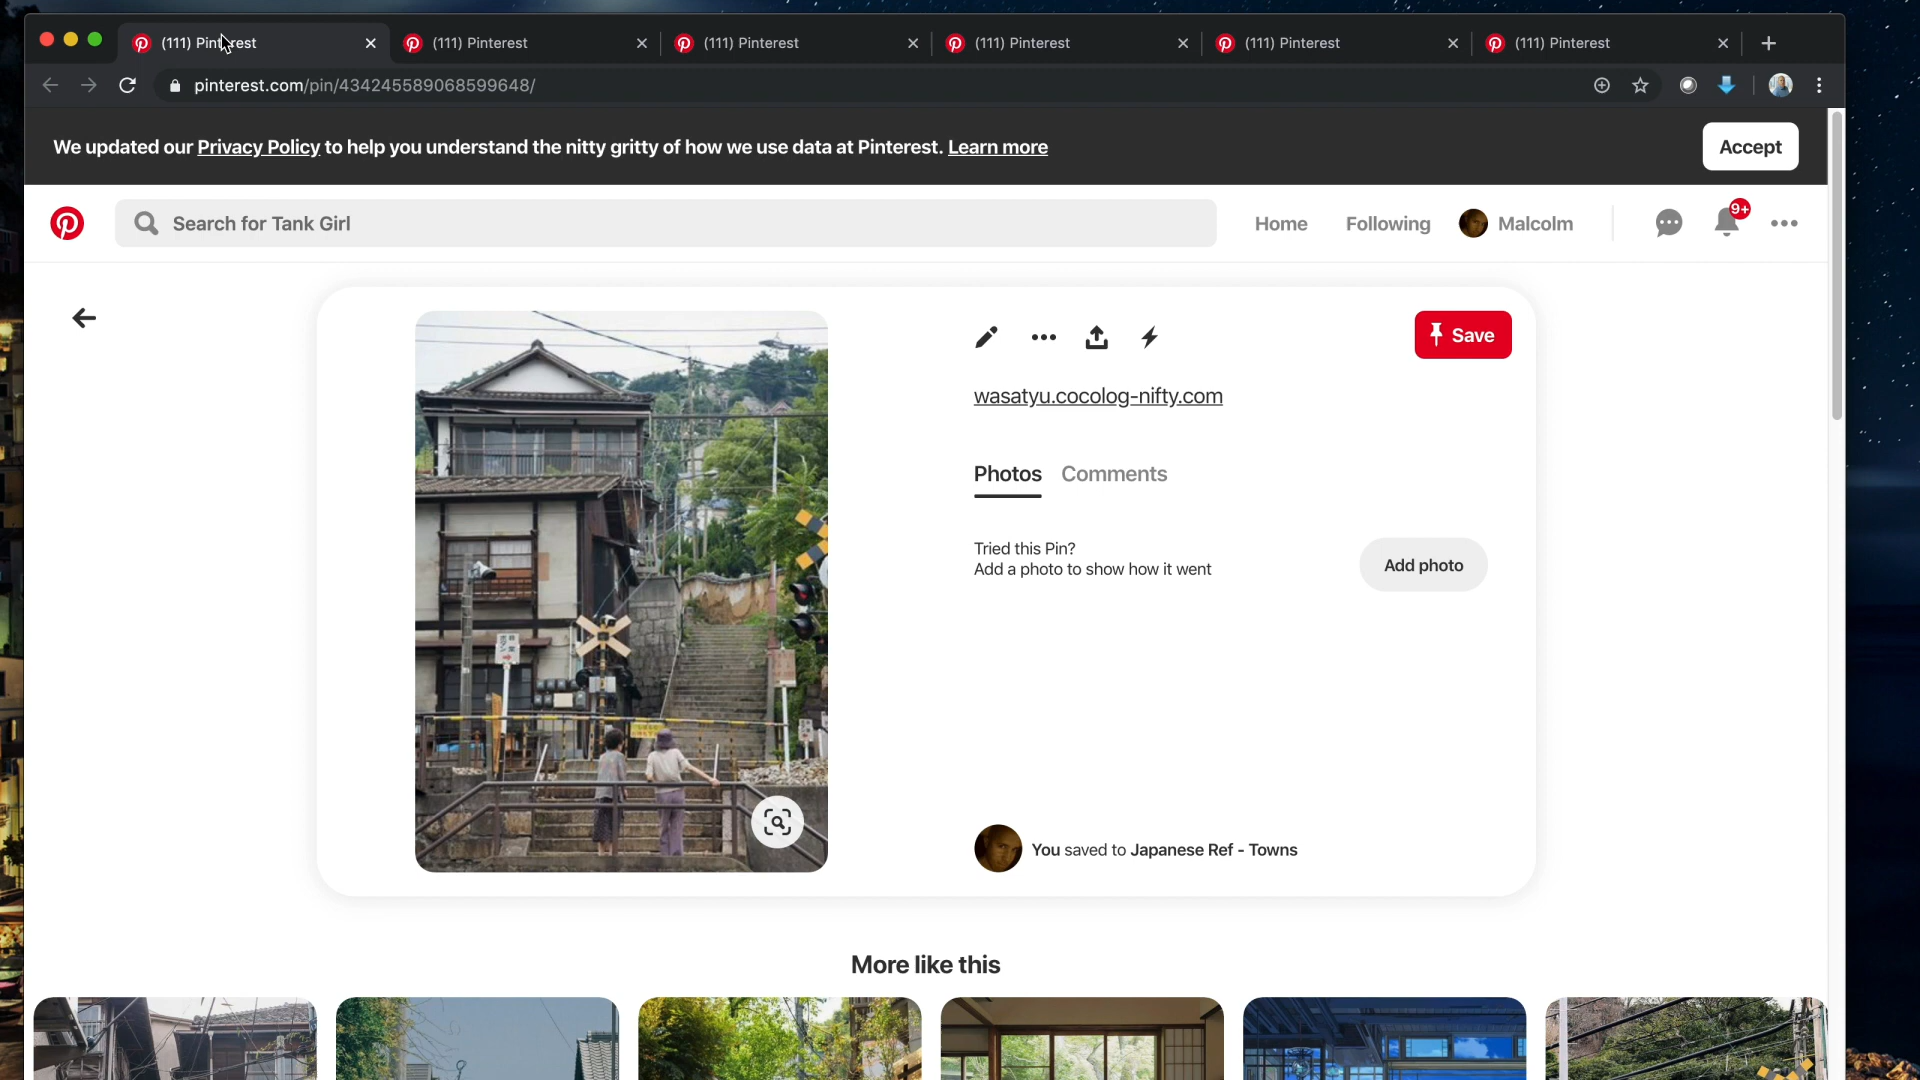 (111) Pinterest
(111) Pinterest
(111) Pinterest
(111) Pinterest
(111) Pinterest
(111) Pinterest
pinterest.com/pin/434245589068599648/
We updated our Privacy Policy to help you understand the nitty gritty of how we use data at Pinterest. Learn more
Accept
Search for Tank Girl
Home
Following
Malcolm
9+
Save
wasatyu.cocolog-nifty.com
Photos
Comments
Tried this Pin?
Add a photo to show how it went
Add photo
You saved to Japanese Ref - Towns
More like this